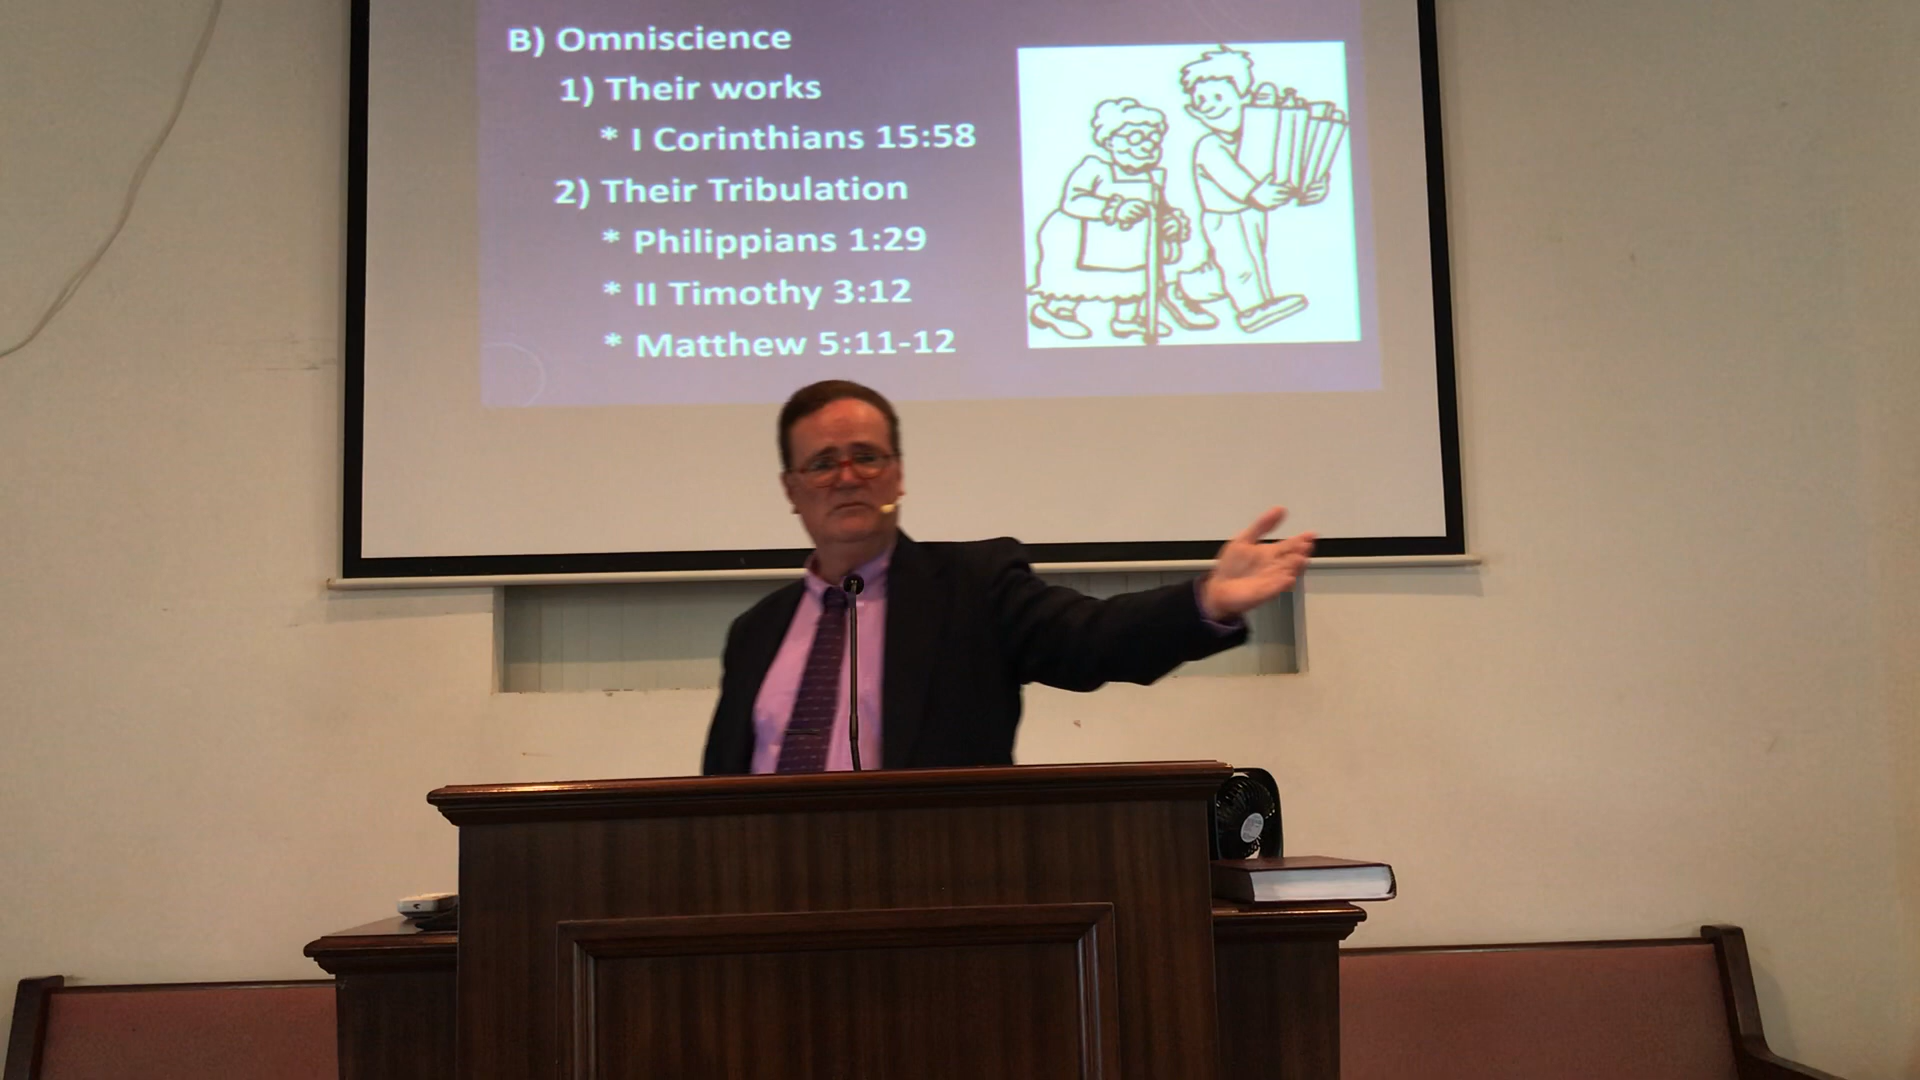 B) Omniscience
1) Their works
* I Corinthians 15:58
2) Their Tribulation
* Philippians 1:29
* II Timothy 3:12
* Matthew 5:11-12